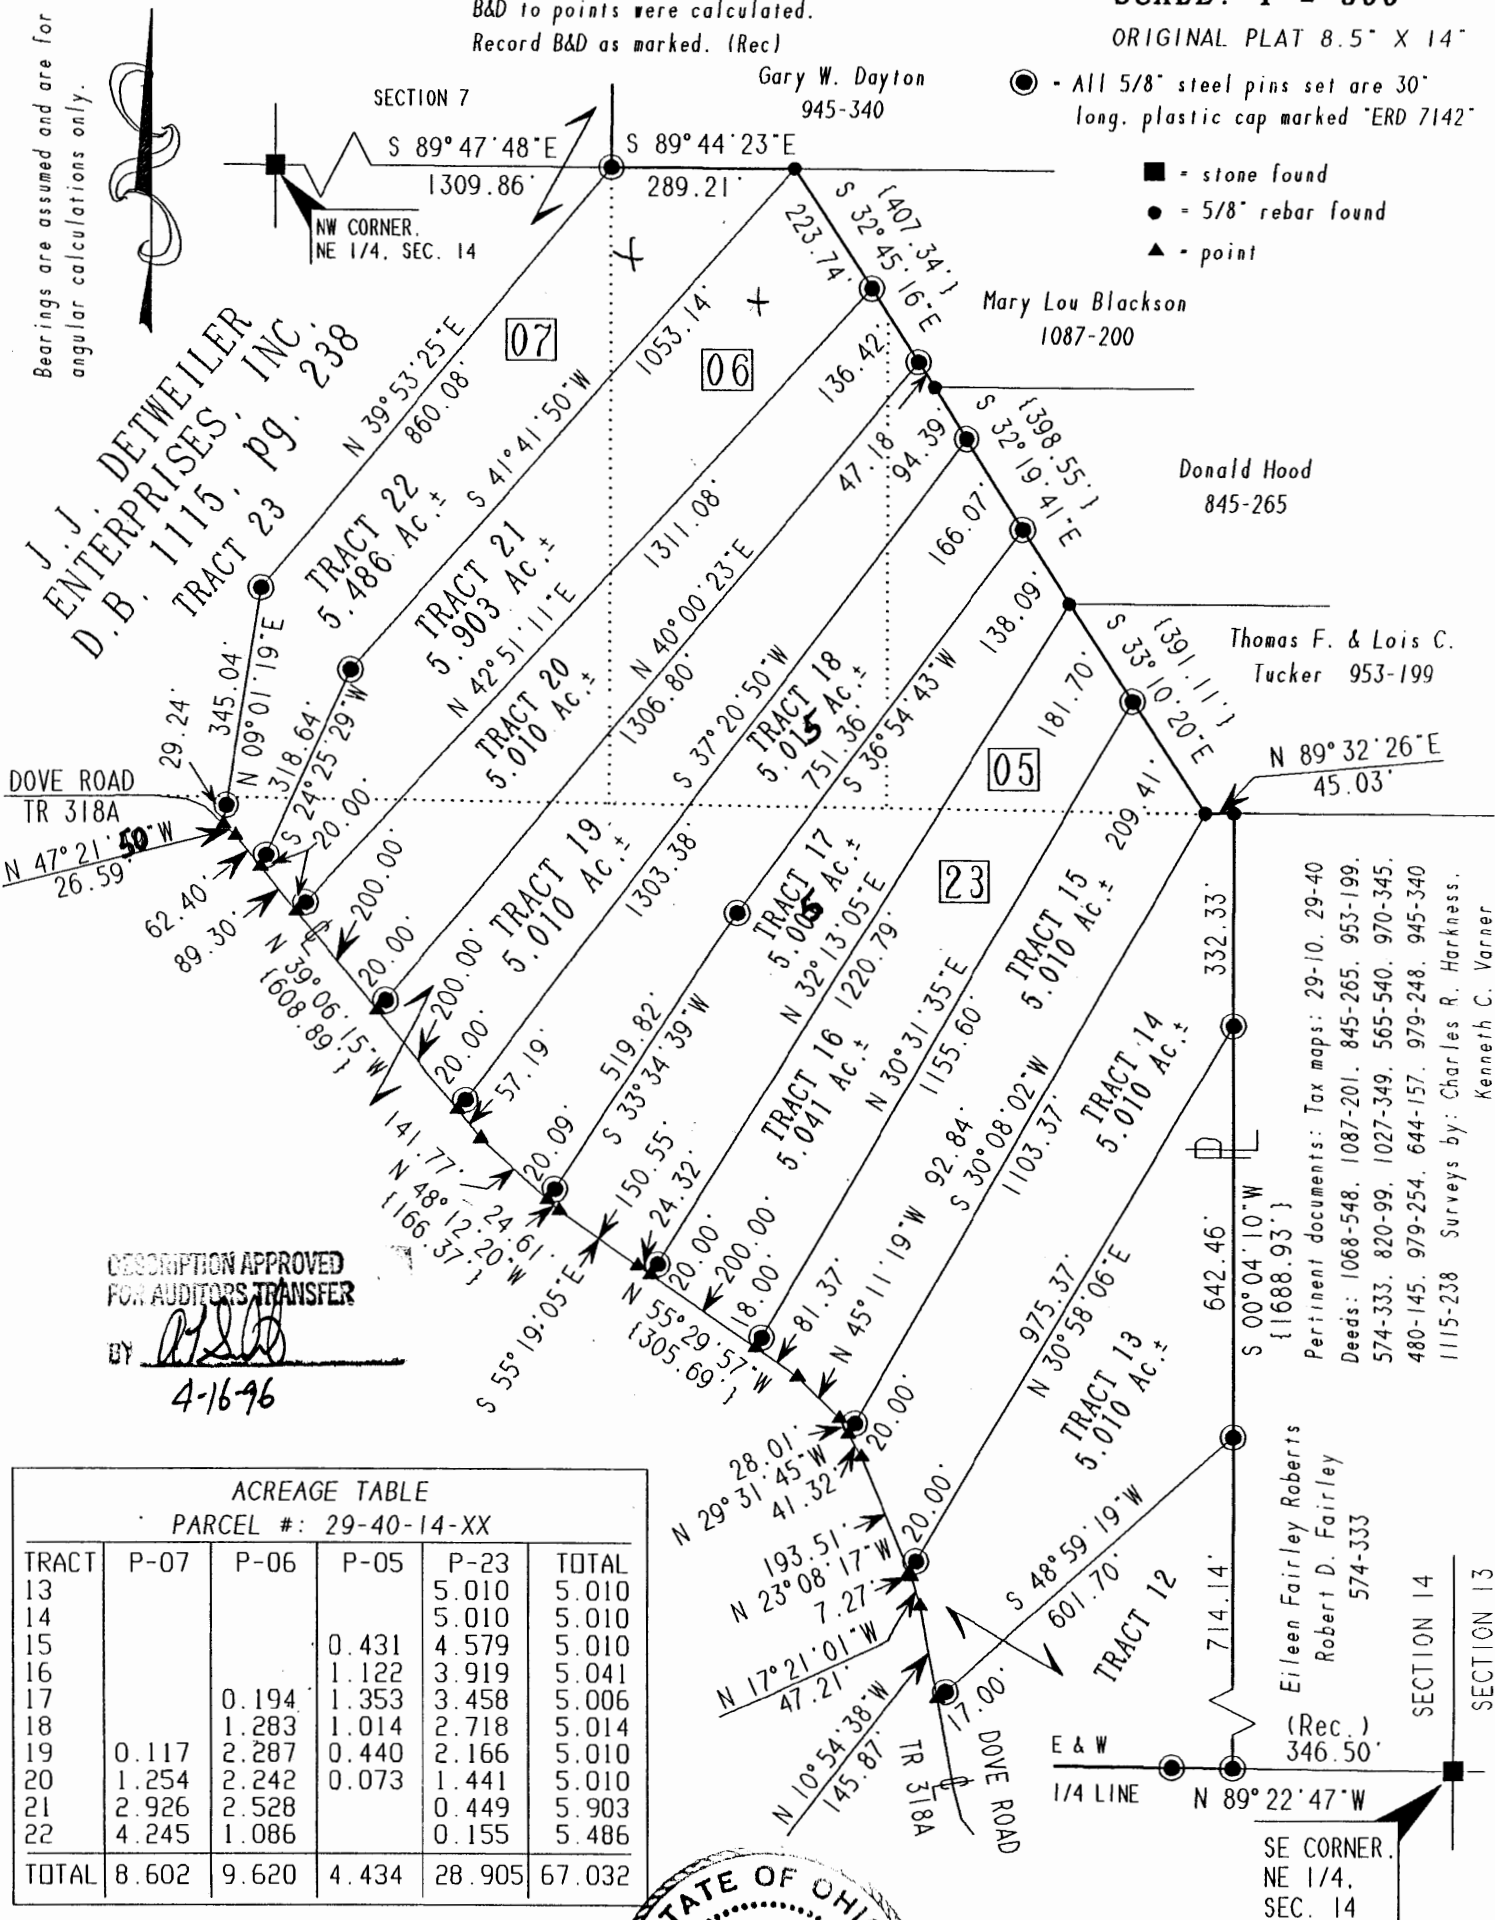 B&D to points were calculated.
Record B&D as marked. (Rec)
ORIGINAL PLAT 8.5" X 14"
Bearings are assumed and are for
angular calculations only.
- All 5/8" steel pins set are 30"
long, plastic cap marked "ERD 7142"
■ = stone found
● = 5/8" rebar found
▲ - point
SECTION 7
Gary W. Dayton
945-340
S 89°47'48"E
1309.86'
S 89°44'23"E
289.21'
NW CORNER,
NE 1/4, SEC. 14
{407.34'}
S 32°45'16"E
223.74'
Mary Lou Blackson
1087-200
136.42'
47.18
94.39'
{398.55'}
S 32°19'41"E
Donald Hood
845-265
166.07'
138.09'
Thomas F. & Lois C.
Tucker 953-199
{391.11'}
S 33°10'20"E
181.70'
209.41'
N 89°32'26"E
45.03'
J.J. DETWEILER
ENTERPRISES, INC.
D.B. 1115, pg. 238
TRACT 23
07
06
05
23
N 39°53'25"E
860.08'
TRACT 22
5.486 Ac.±
S 41°41'50"W
1053.14'
TRACT 21
5.903 Ac.±
N 42°51'11"E
1311.08'
TRACT 20
5.010 Ac.±
N 40°00'23"E
1306.80'
TRACT 19
5.010 Ac.±
S 37°20'50"W
1303.38'
TRACT 18
5.015 Ac.±
751.36'
S 36°54'43"W
TRACT 17
5.005 Ac.±
519.82'
S 33°34'39"W
N 32°13'05"E
1220.79'
TRACT 16
5.041 Ac.±
N 30°31'35"E
1155.60'
TRACT 15
5.010 Ac.±
S 30°08'02"W
1103.37'
TRACT 14
5.010 Ac.±
975.37'
N 30°58'06"E
TRACT 13
5.010 Ac.±
S 48°59'19"W
601.70'
TRACT 12
29.24'
345.04'
N 09°01'19"E
318.64'
S 24°25'29"W
20.00'
DOVE ROAD
TR 318A
N 47°21'50"W
26.59'
62.40'
89.30'
200.00'
20.00'
N 39°06'15"W
{608.89'}
200.00'
20.00'
57.19'
141.77'
N 48°12'20"W
{166.37'}
24.61'
20.09'
150.55'
24.32'
S 55°19'05"E
20.00'
200.00'
18.00'
N 55°29'57"W
{305.69'}
81.37'
N 45°11'19"W 92.84'
28.01'
N 29°31'45"W
41.32'
20.00'
193.51'
N 23°08'17"W
20.00'
7.27'
N 17°21'01"W
47.21'
N 10°54'38"W
145.87'
17.00'
DOVE ROAD
TR 318A
332.33'
642.46'
S 00°04'10"W
{1688.93'}
714.14'
Pertinent documents: Tax maps: 29-10, 29-40
Deeds: 1068-548, 1087-201, 845-265, 953-199,
574-333, 820-99, 1027-349, 565-540, 970-345,
480-145, 979-254, 644-157, 979-248, 945-340
1115-238 Surveys by: Charles R. Harkness,
Kenneth C. Varner
Eileen Fairley Roberts
Robert D. Fairley
574-333
SECTION 14
SECTION 13
(Rec.)
346.50'
E & W
1/4 LINE
N 89°22'47"W
SE CORNER,
NE 1/4,
SEC. 14
DESCRIPTION APPROVED
FOR AUDITORS TRANSFER
BY
4-16-96
ACREAGE TABLE
PARCEL #: 29-40-14-XX
TRACT P-07 P-06 P-05 P-23 TOTAL
13 5.010 5.010
14 5.010 5.010
15 0.431 4.579 5.010
16 1.122 3.919 5.041
17 0.194 1.353 3.458 5.006
18 1.283 1.014 2.718 5.014
19 0.117 2.287 0.440 2.166 5.010
20 1.254 2.242 0.073 1.441 5.010
21 2.926 2.528 0.449 5.903
22 4.245 1.086 0.155 5.486
TOTAL 8.602 9.620 4.434 28.905 67.032
STATE OF OHIO